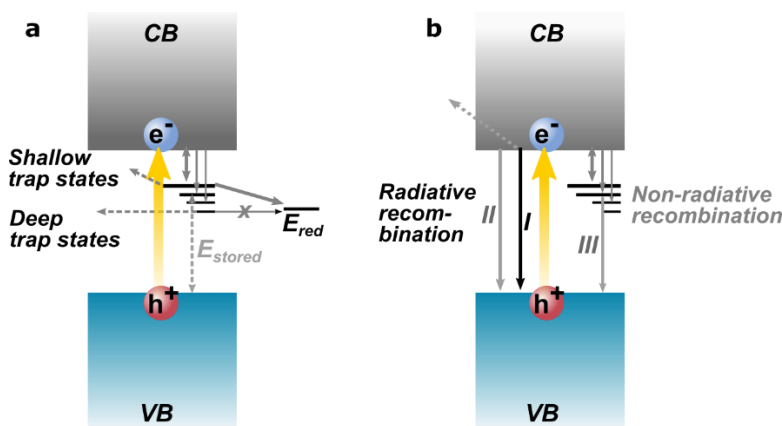 a
CB
e-
Shallow
trap states
Deep
trap states
x
Ered
Estored
h+
VB
b
CB
e-
Radiative
recom-
bination
II
I
III
Non-radiative
recombination
h+
VB